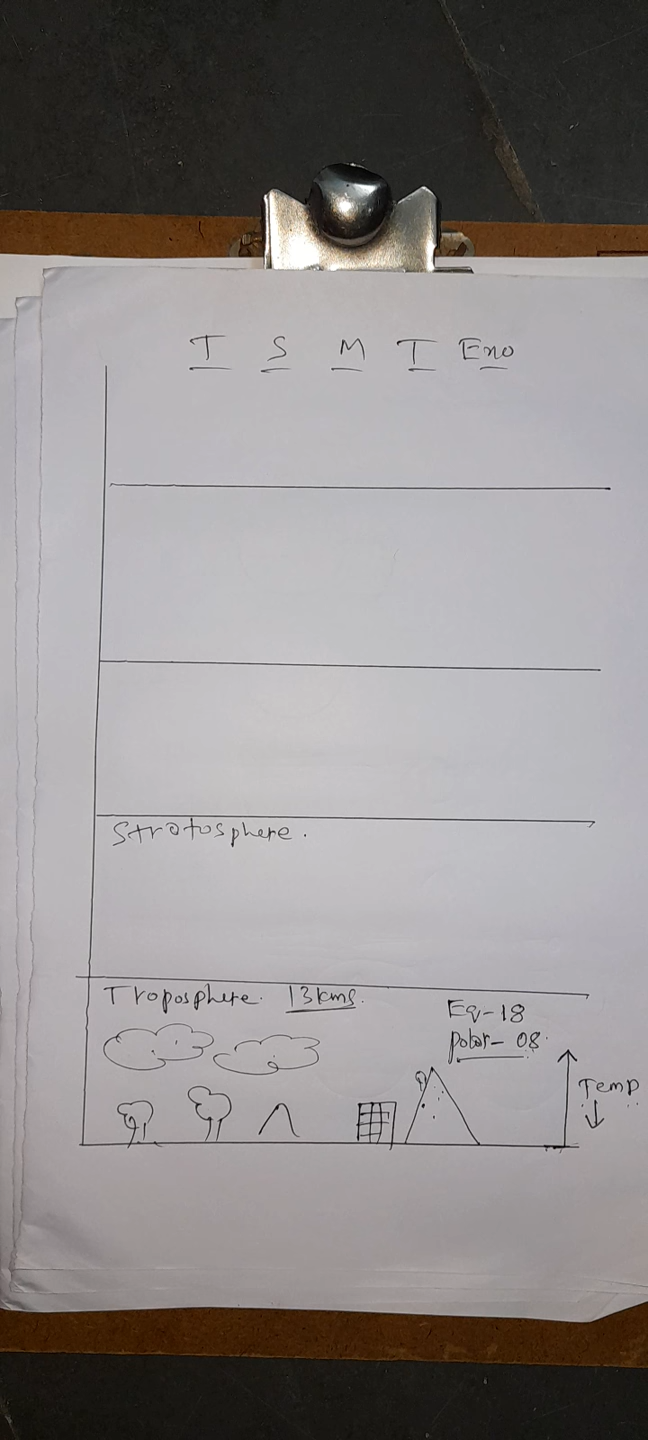 T S M T Exo
Stratosphere.
Troposphere. 13kms.
Eq-18
polar- 08.
Temp